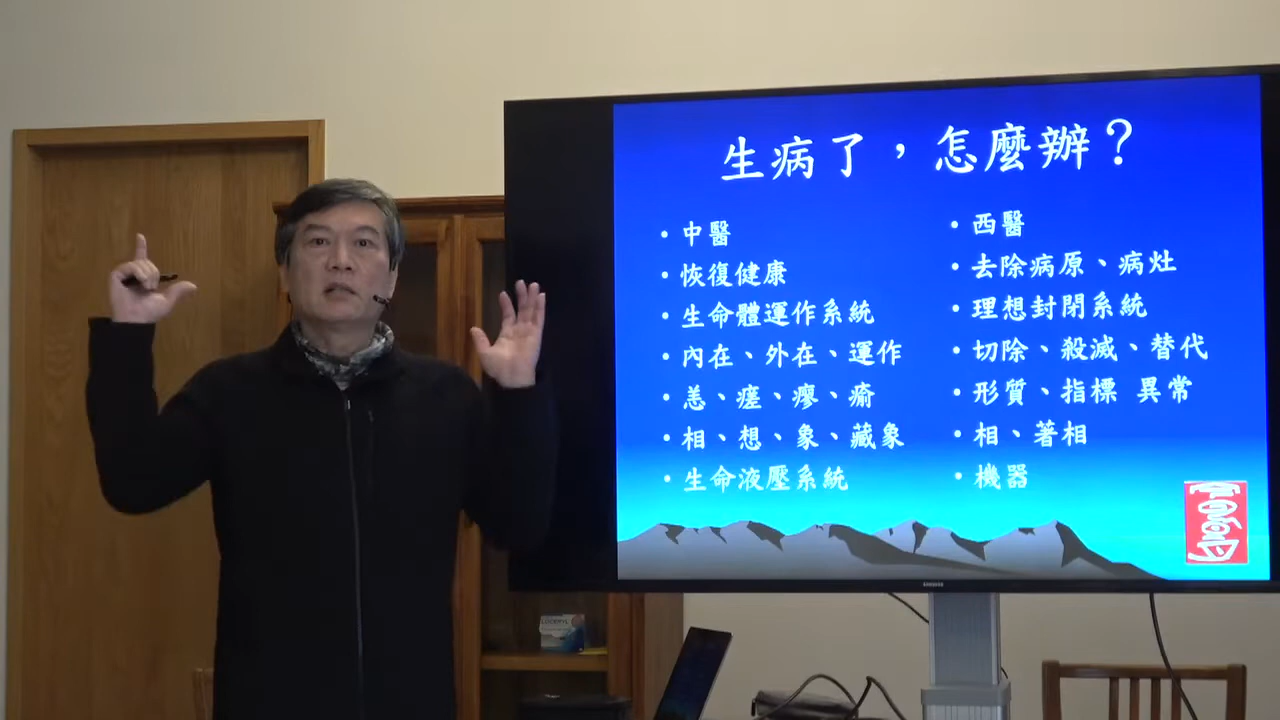 生病了，怎麼辦？
•中醫
•恢復健康
•生命體運作系統
•內在、外在、運作
•恙、瘥、瘳、瘉
•相、想、象、藏象
•生命液壓系統
•西醫
•去除病原、病灶
•理想封閉系統
•切除、殺滅、替代
•形質、指標 異常
•相、著相
•機器
SAMSUNG